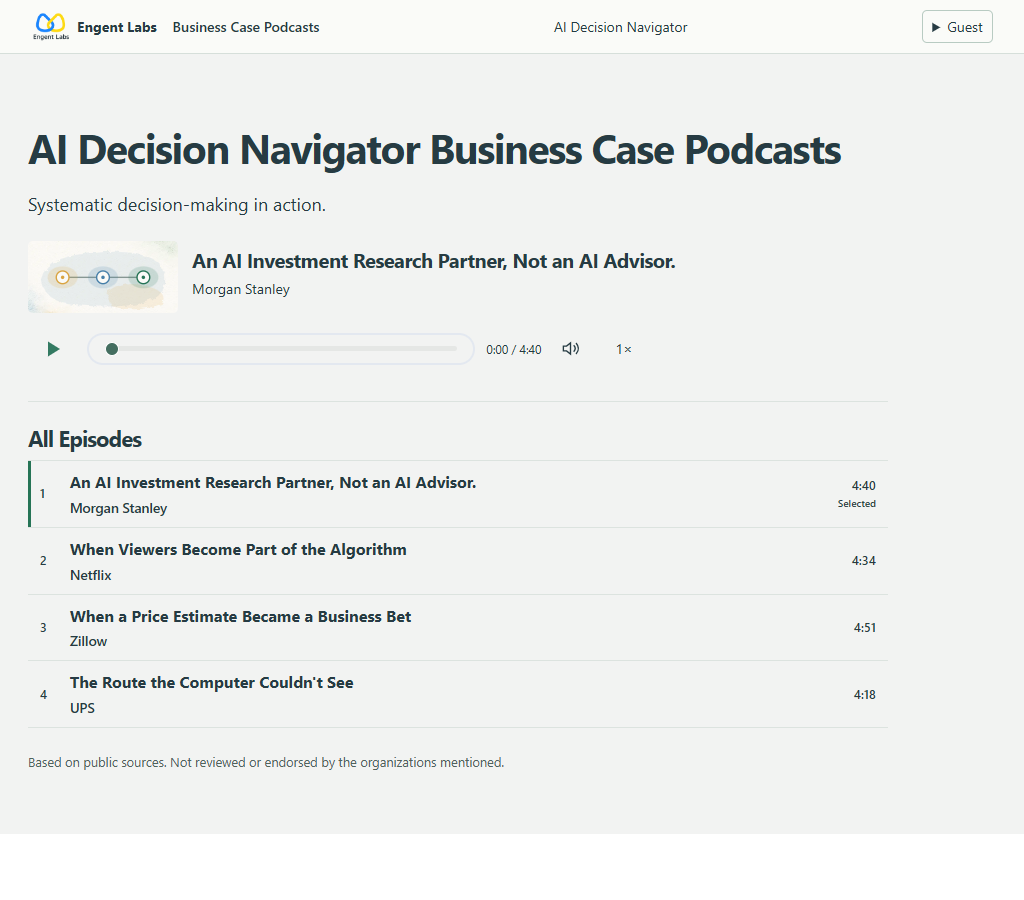 Engent Labs
Engent Labs
Business Case Podcasts
AI Decision Navigator
▶ Guest
AI Decision Navigator Business Case Podcasts
Systematic decision-making in action.
An AI Investment Research Partner, Not an AI Advisor.
Morgan Stanley
0:00 / 4:40
1×
All Episodes
1
An AI Investment Research Partner, Not an AI Advisor.
Morgan Stanley
4:40
Selected
2
When Viewers Become Part of the Algorithm
Netflix
4:34
3
When a Price Estimate Became a Business Bet
Zillow
4:51
4
The Route the Computer Couldn't See
UPS
4:18
Based on public sources. Not reviewed or endorsed by the organizations mentioned.